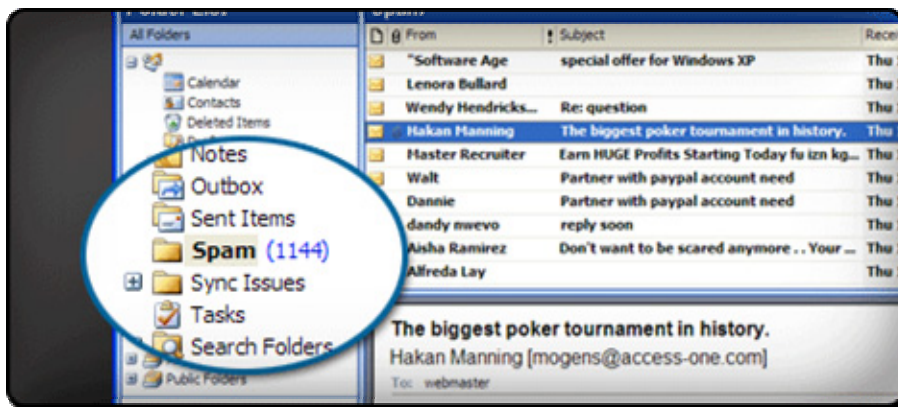 All Folders
From ! Subject
Calendar
Contacts
Deleted Items
Notes
Outbox
Sent Items
Spam (1144)
Sync Issues
Tasks
Search Folders
Public Folders
"Software Age special offer for Windows XP Thu
Lenora Bullard Thu
Wendy Hendricks... Re: question Thu
Hakan Manning The biggest poker tournament in history. Thu
Master Recruiter Earn HUGE Profits Starting Today fu izn kg... Thu
Walt Partner with paypal account need Thu
Dannie Partner with paypal account need Thu
dandy nwevo reply soon Thu
Aisha Ramirez Don't want to be scared anymore . . Your ... Thu
Alfreda Lay Thu
The biggest poker tournament in history.
Hakan Manning [mogens@access-one.com]
To: webmaster